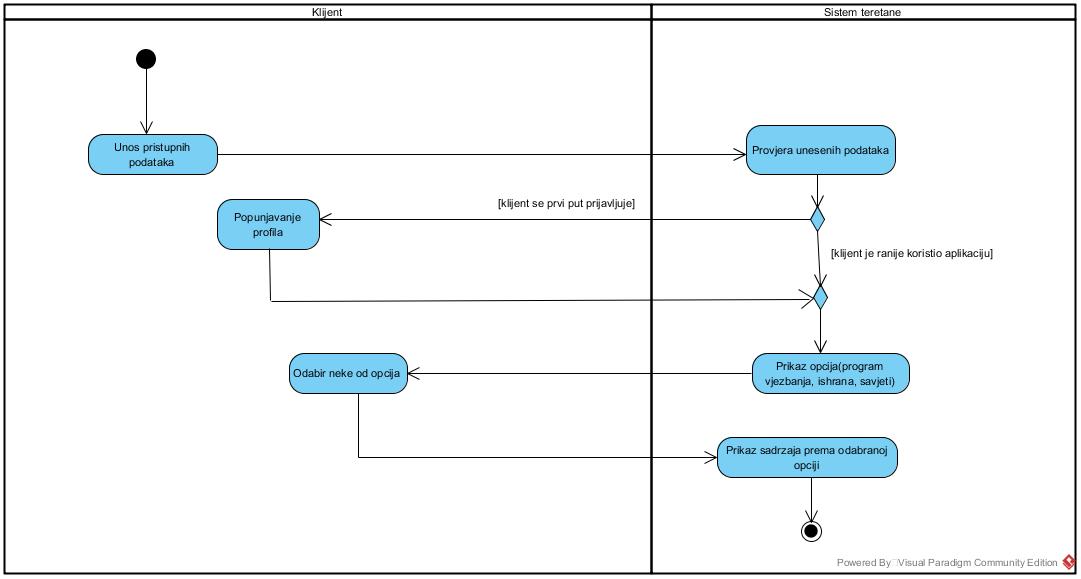 Klijent
Sistem teretane
Unos pristupnih
podataka
Provjera unesenih podataka
[klijent se prvi put prijavljuje]
Popunjavanje
profila
[klijent je ranije koristio aplikaciju]
Prikaz opcija(program
vjezbanja, ishrana, savjeti)
Odabir neke od opcija
Prikaz sadrzaja prema odabranoj
opciji
Powered By Visual Paradigm Community Edition